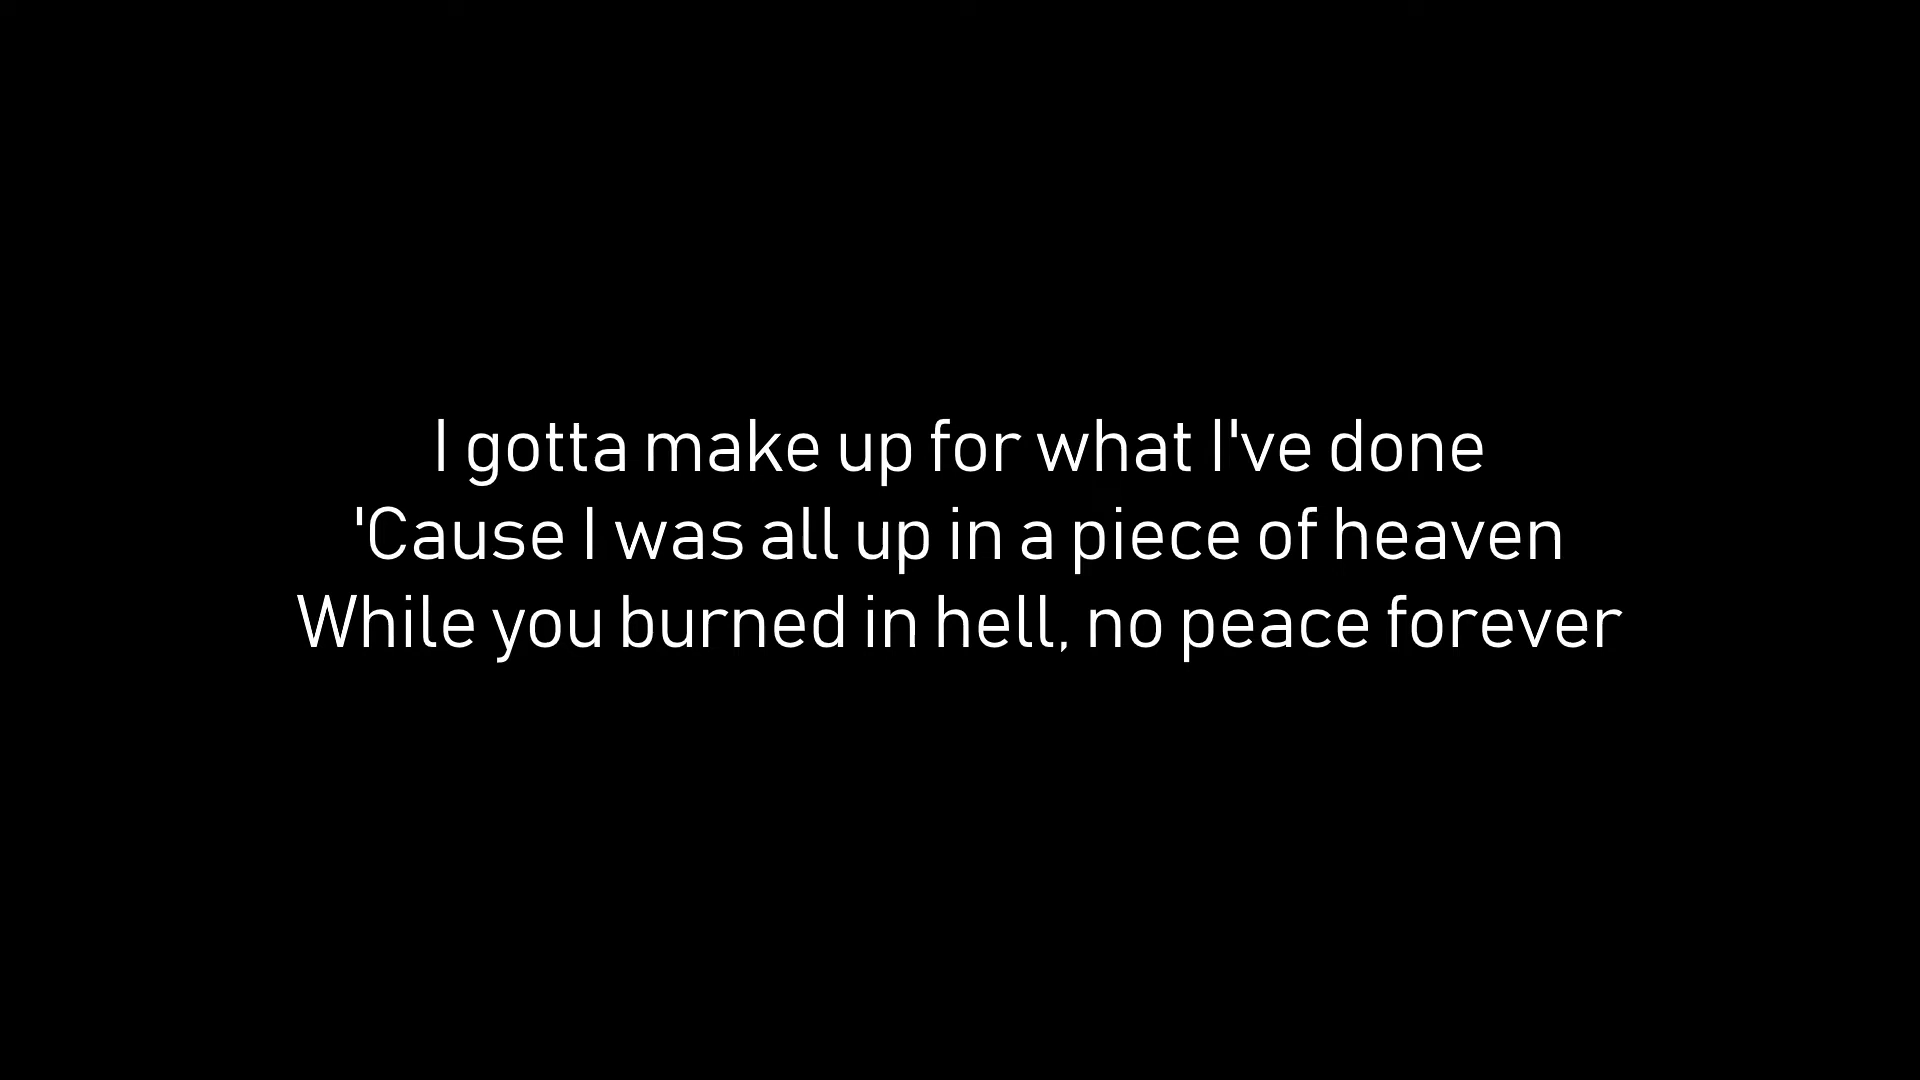 I gotta make up for what I've done
'Cause I was all up in a piece of heaven
While you burned in hell, no peace forever